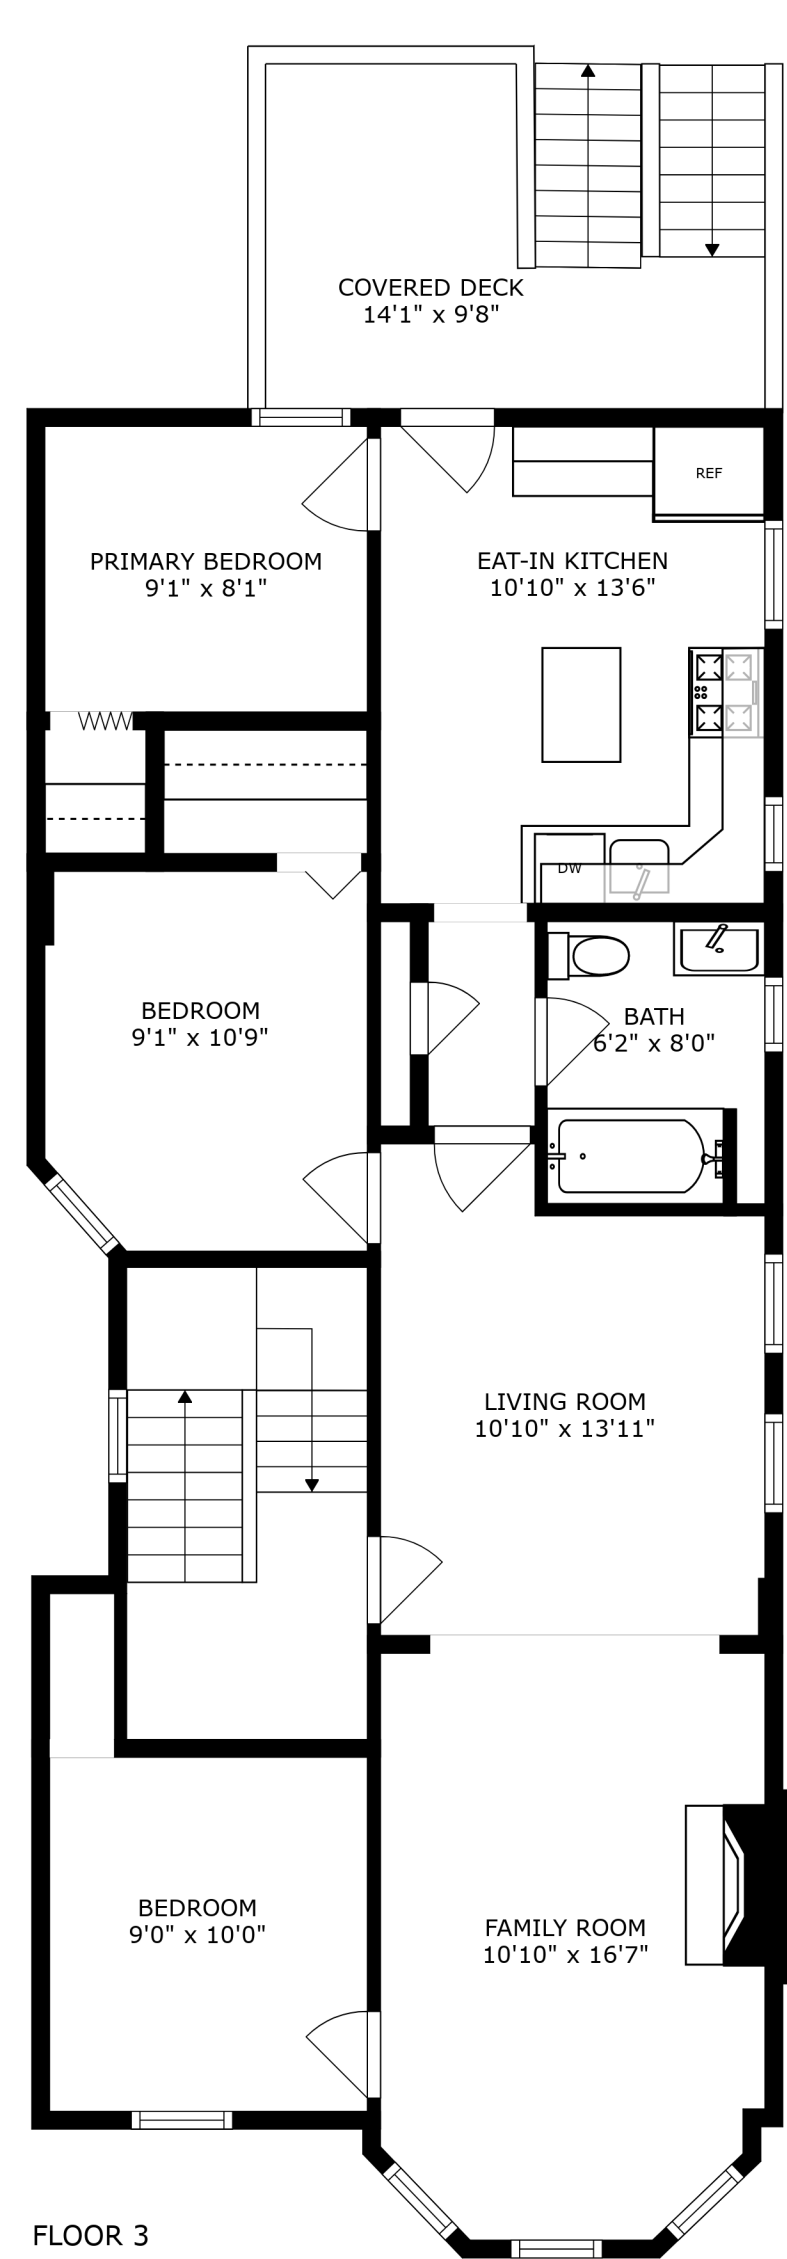 COVERED DECK
14'1" x 9'8"
REF
PRIMARY BEDROOM
9'1" x 8'1"
EAT-IN KITCHEN
10'10" x 13'6"
DW
BEDROOM
9'1" x 10'9"
BATH
6'2" x 8'0"
LIVING ROOM
10'10" x 13'11"
BEDROOM
9'0" x 10'0"
FAMILY ROOM
10'10" x 16'7"
FLOOR 3